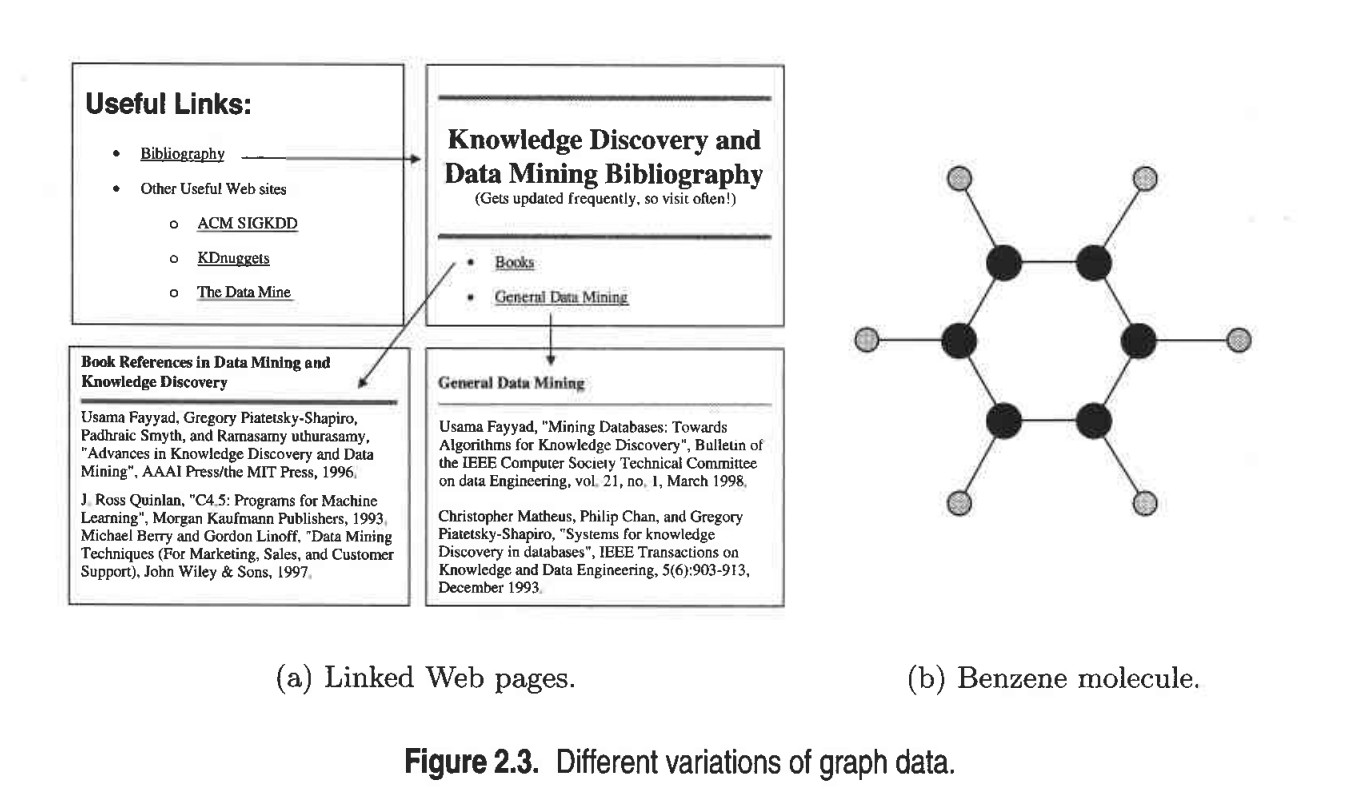 Useful Links:
• Bibliography
• Other Useful Web sites
o ACM SIGKDD
o KDnuggets
o The Data Mine
Knowledge Discovery and
Data Mining Bibliography
(Gets updated frequently, so visit often!)
• Books
• General Data Mining
Book References in Data Mining and
Knowledge Discovery
Usama Fayyad, Gregory Piatetsky-Shapiro,
Padhraic Smyth, and Ramasamy uthurasamy,
"Advances in Knowledge Discovery and Data
Mining", AAAI Press/the MIT Press, 1996.
J. Ross Quinlan, "C4.5: Programs for Machine
Learning", Morgan Kaufmann Publishers, 1993.
Michael Berry and Gordon Linoff, "Data Mining
Techniques (For Marketing, Sales, and Customer
Support), John Wiley & Sons, 1997.
General Data Mining
Usama Fayyad, "Mining Databases: Towards
Algorithms for Knowledge Discovery", Bulletin of
the IEEE Computer Society Technical Committee
on data Engineering, vol. 21, no. 1, March 1998.
Christopher Matheus, Philip Chan, and Gregory
Piatetsky-Shapiro, "Systems for knowledge
Discovery in databases", IEEE Transactions on
Knowledge and Data Engineering, 5(6):903-913,
December 1993.
(a) Linked Web pages.
(b) Benzene molecule.
Figure 2.3. Different variations of graph data.